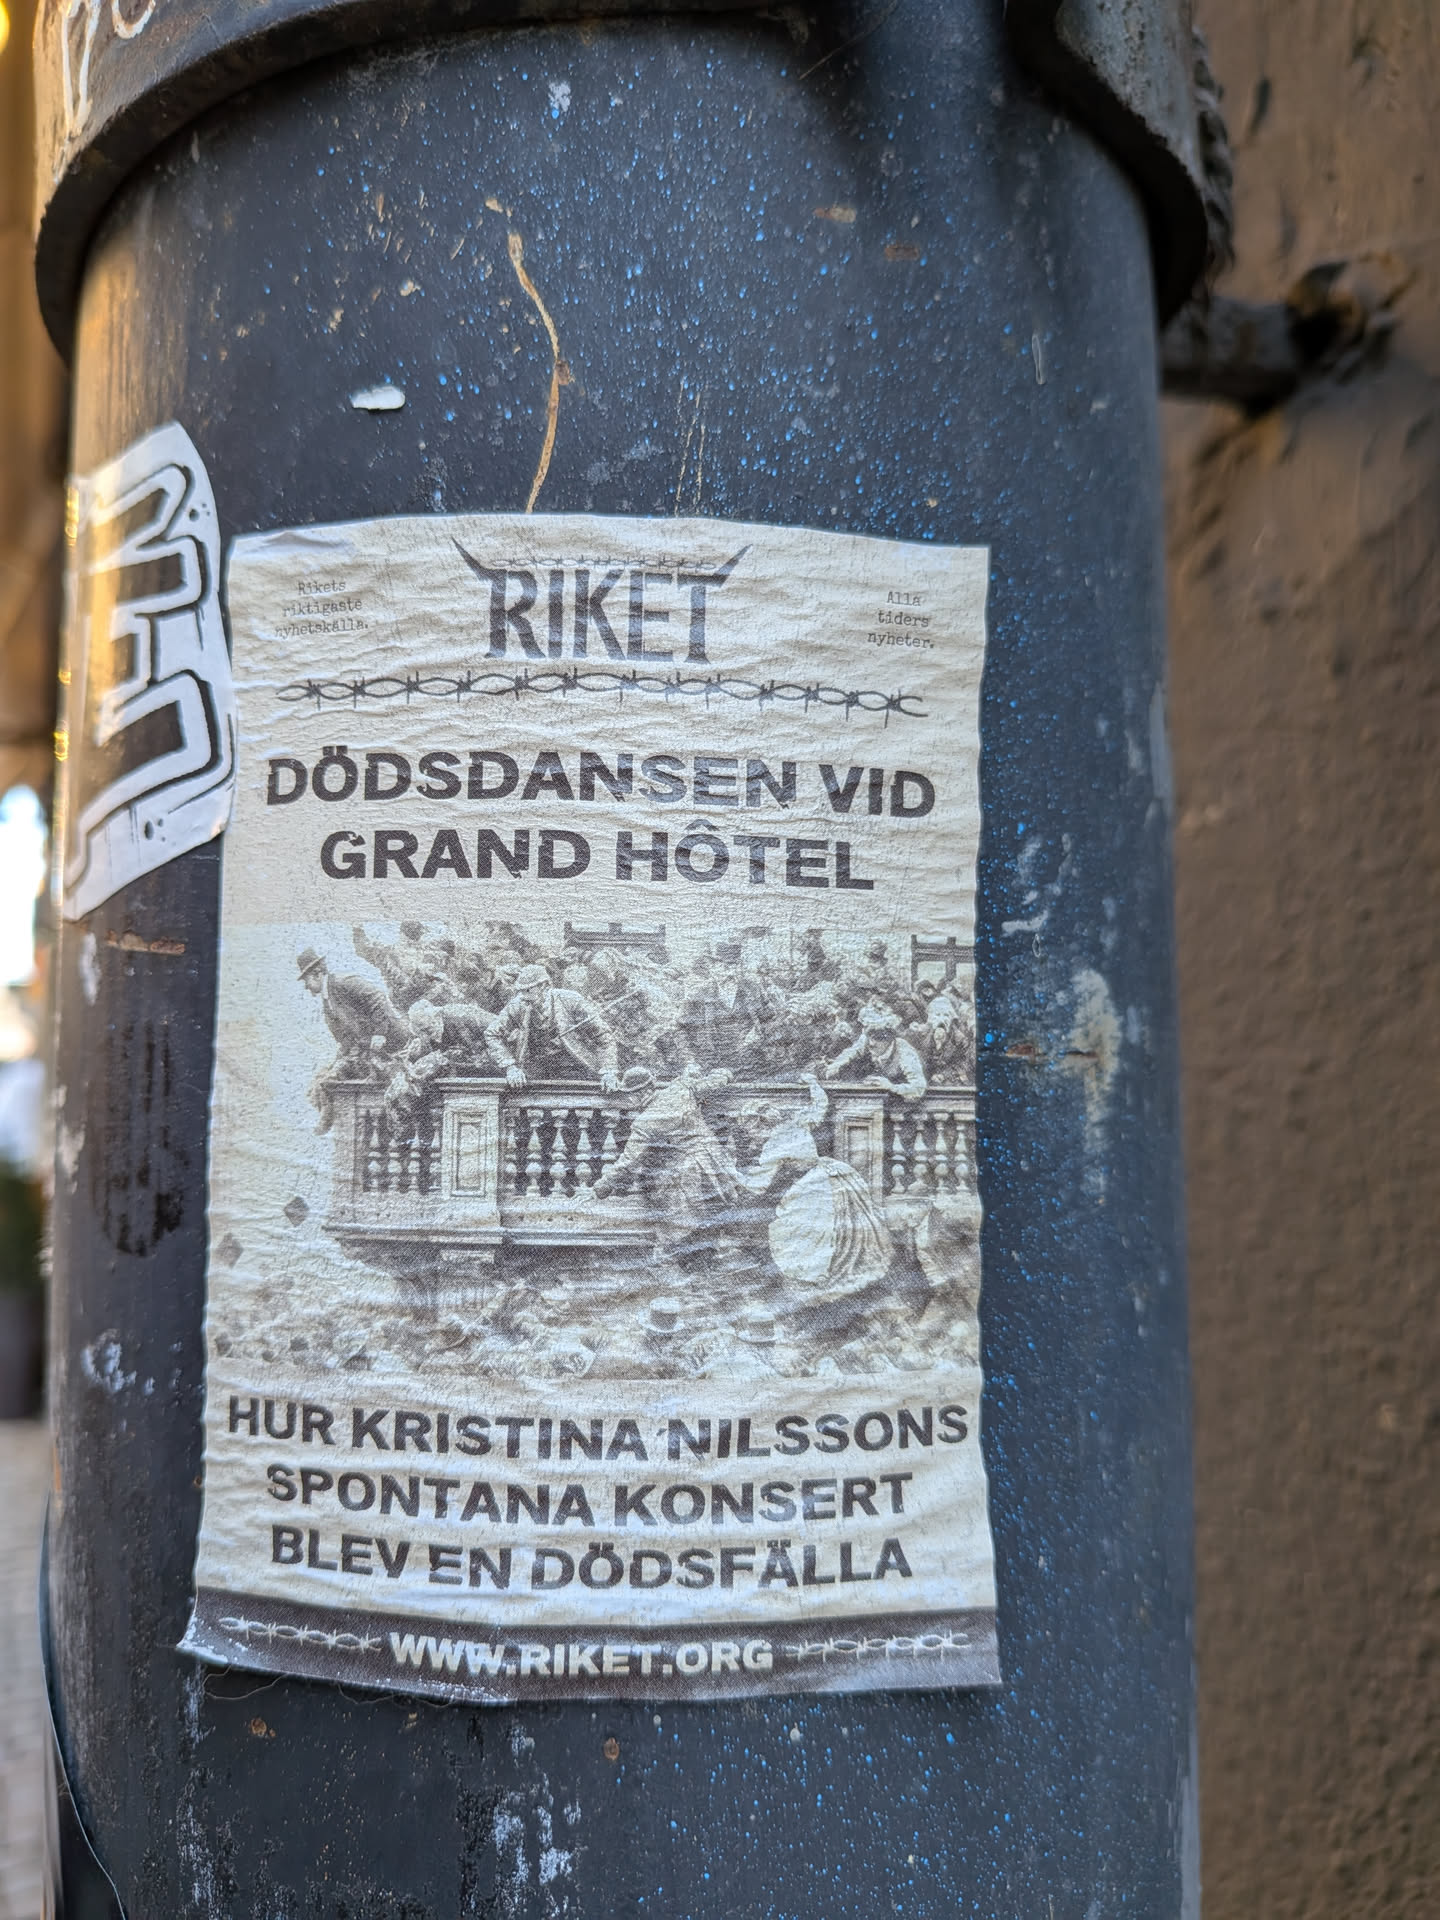 Rikets
riktigaste
nyhetskälla.
RIKET
Alla
tiders
nyheter.
DÖDSDANSEN VID
GRAND HÔTEL
HUR KRISTINA NILSSONS
SPONTANA KONSERT
BLEV EN DÖDSFÄLLA
WWW.RIKET.ORG